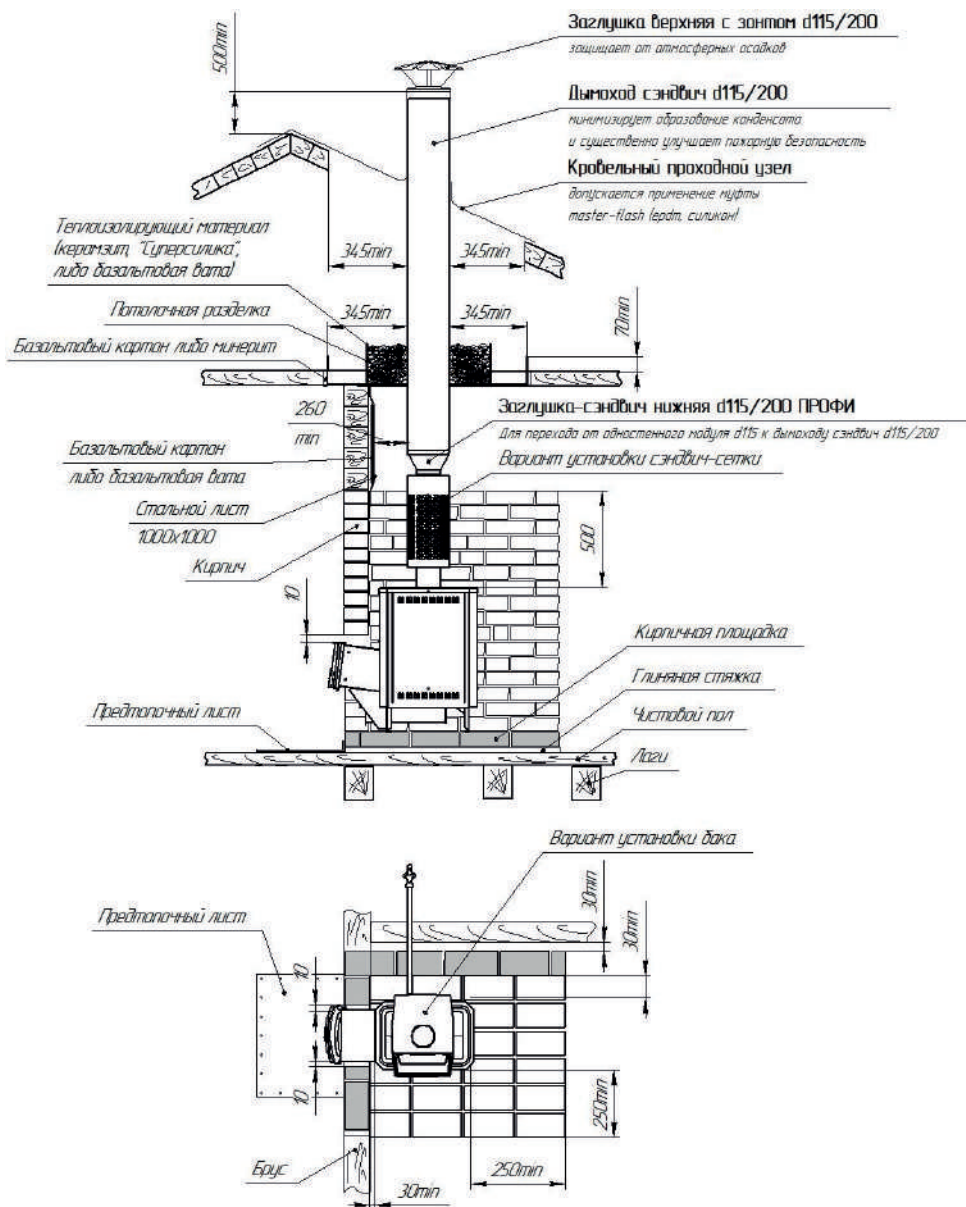 Заглушка верхняя с зонтом d115/200
защищает от атмосферных осадков
500min
Дымоход сэндвич d115/200
минимизирует образование конденсата
и существенно улучшает пожарную безопасность
Кровельный проходной узел
допускается применение муфты
master-flash (epdm, силикон)
Теплоизолирующий материал
(керамзит, "Суперсилика",
либо базальтовая вата)
345min
345min
Потолочная разделка
345min
345min
70min
Базальтовый картон либо минерит
260
min
Заглушка-сэндвич нижняя d115/200 ПРОФИ
Для перехода от одностенного модуля d115 к дымоходу сэндвич d115/200
Базальтовый картон
либо базальтовая вата
Вариант установки сэндвич-сетки
Стальной лист
1000х1000
500
Кирпич
10
Кирпичная площадка
Глиняная стяжка
Предтопочный лист
Чистовой пол
Лаги
Вариант установки бака
Предтопочный лист
30min
30min
10
10
250min
Брус
250min
30min